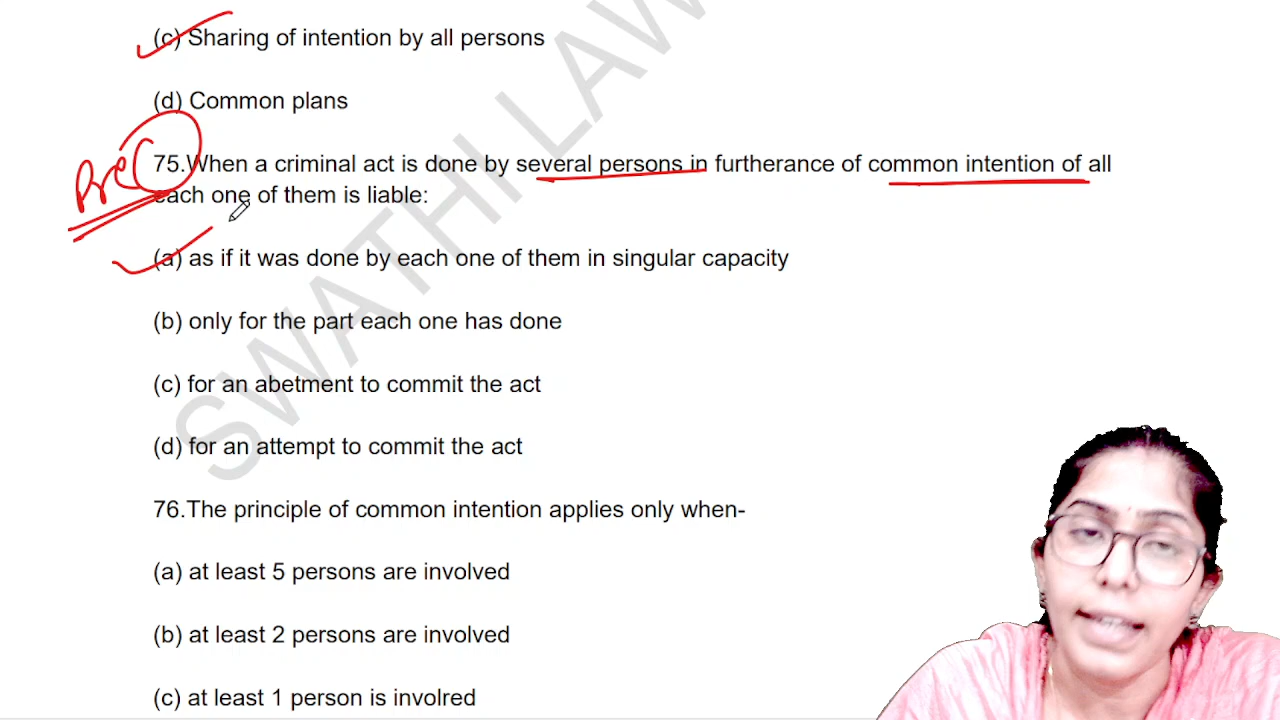 (c) Sharing of intention by all persons
(d) Common plans
Pre
75.When a criminal act is done by several persons in furtherance of common intention of all
each one of them is liable:
(a) as if it was done by each one of them in singular capacity
(b) only for the part each one has done
(c) for an abetment to commit the act
(d) for an attempt to commit the act
76.The principle of common intention applies only when-
(a) at least 5 persons are involved
(b) at least 2 persons are involved
(c) at least 1 person is involred
SWATHI LAW